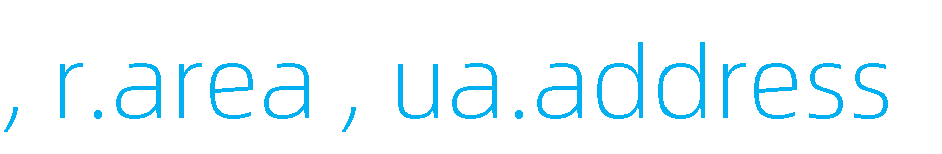 , r.area , ua.address